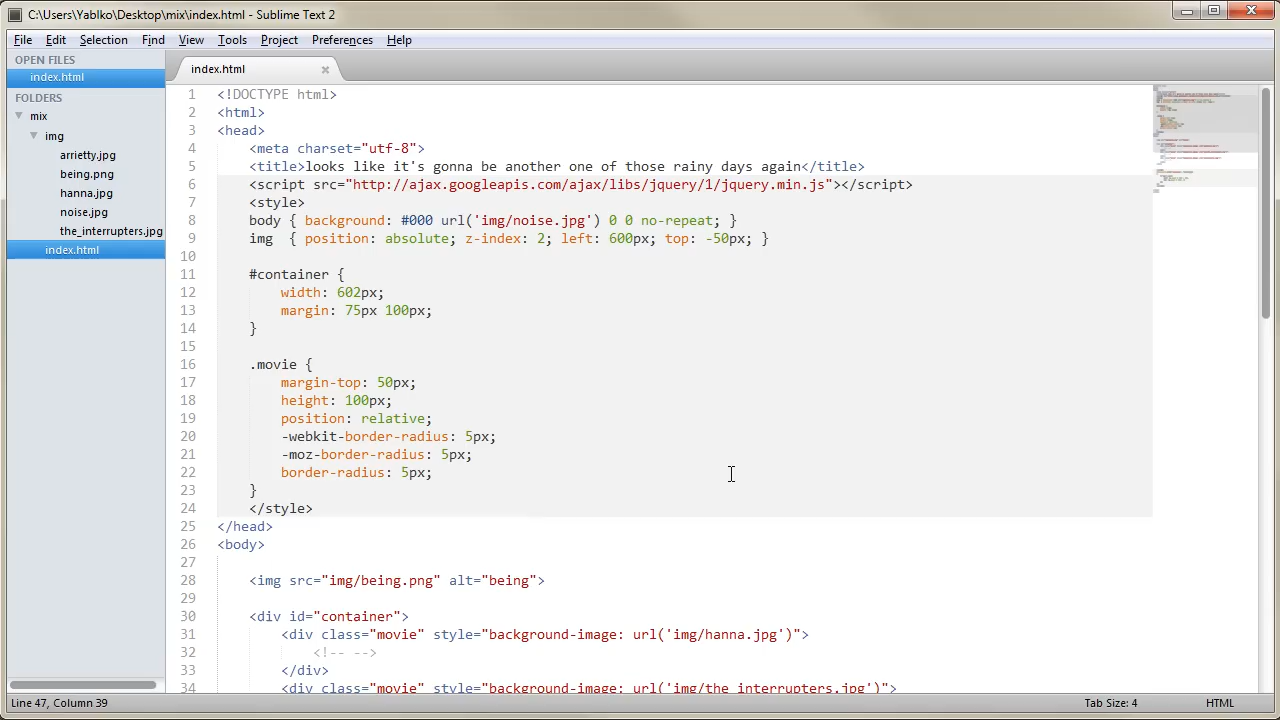 C:\Users\Yablko\Desktop\mix\index.html - Sublime Text 2
File Edit Selection Find View Tools Project Preferences Help
OPEN FILES
index.html
FOLDERS
mix
img
arrietty.jpg
being.png
hanna.jpg
noise.jpg
the_interrupters.jpg
index.html
index.html
1 <!DOCTYPE html>
2 <html>
3 <head>
4 <meta charset="utf-8">
5 <title>looks like it's gonna be another one of those rainy days again</title>
6 <script src="http://ajax.googleapis.com/ajax/libs/jquery/1/jquery.min.js"></script>
7 <style>
8 body { background: #000 url('img/noise.jpg') 0 0 no-repeat; }
9 img { position: absolute; z-index: 2; left: 600px; top: -50px; }
10
11 #container {
12 width: 602px;
13 margin: 75px 100px;
14 }
15
16 .movie {
17 margin-top: 50px;
18 height: 100px;
19 position: relative;
20 -webkit-border-radius: 5px;
21 -moz-border-radius: 5px;
22 border-radius: 5px;
23 }
24 </style>
25 </head>
26 <body>
27
28 <img src="img/being.png" alt="being">
29
30 <div id="container">
31 <div class="movie" style="background-image: url('img/hanna.jpg')">
32 <!-- -->
33 </div>
34 <div class="movie" style="background-image: url('img/the_interrupters.jpg')">
Line 47, Column 39
Tab Size: 4
HTML